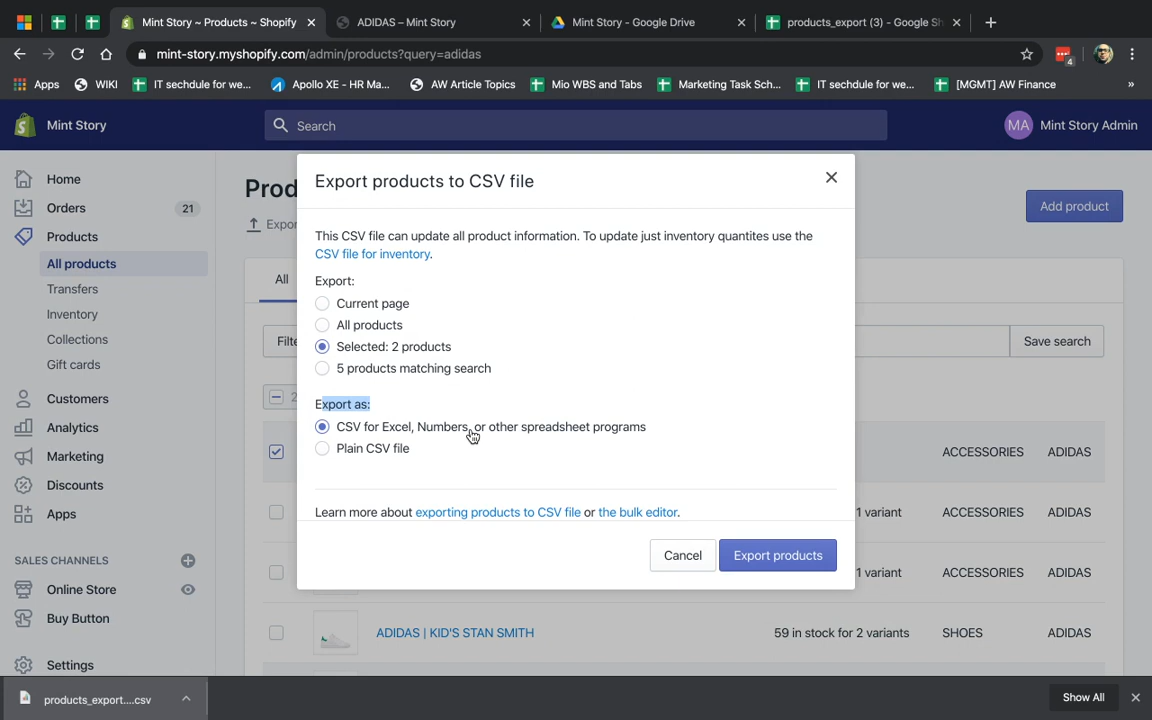 Mint Story ~ Products ~ Shopify
ADIDAS – Mint Story
Mint Story - Google Drive
products_export (3) - Google Sh
mint-story.myshopify.com/admin/products?query=adidas
4
Apps
WIKI
IT sechdule for we...
Apollo XE - HR Ma...
AW Article Topics
Mio WBS and Tabs
Marketing Task Sch...
IT sechdule for we...
[MGMT] AW Finance
»
Mint Story
Search
MA
Mint Story Admin
Home
Orders
21
Products
All products
Transfers
Inventory
Collections
Gift cards
Customers
Analytics
Marketing
Discounts
Apps
SALES CHANNELS
Online Store
Buy Button
Settings
Add product
All
Save search
Export products to CSV file
This CSV file can update all product information. To update just inventory quantites use the
CSV file for inventory.
Export:
Current page
All products
Selected: 2 products
5 products matching search
Export as:
CSV for Excel, Numbers, or other spreadsheet programs
Plain CSV file
Learn more about exporting products to CSV file or the bulk editor.
Cancel
Export products
ACCESSORIES ADIDAS
1 variant ACCESSORIES ADIDAS
1 variant ACCESSORIES ADIDAS
ADIDAS | KID'S STAN SMITH 59 in stock for 2 variants SHOES ADIDAS
products_export....csv
Show All